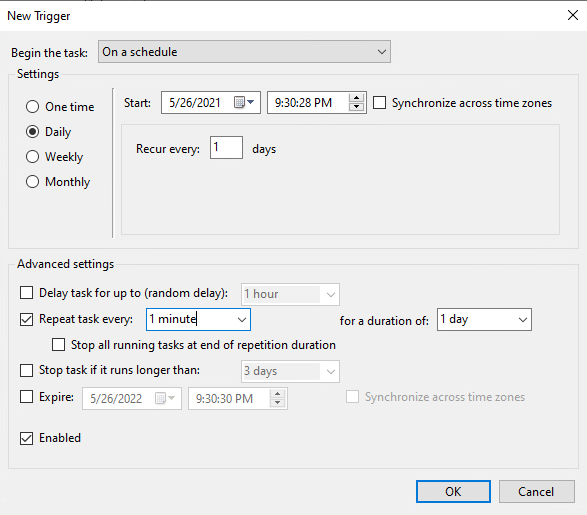 New Trigger
Begin the task: On a schedule
Settings
One time
Daily
Weekly
Monthly
Start: 5/26/2021 9:30:28 PM Synchronize across time zones
Recur every: 1 days
Advanced settings
Delay task for up to (random delay): 1 hour
Repeat task every: 1 minute for a duration of: 1 day
Stop all running tasks at end of repetition duration
Stop task if it runs longer than: 3 days
Expire: 5/26/2022 9:30:30 PM Synchronize across time zones
Enabled
OK Cancel